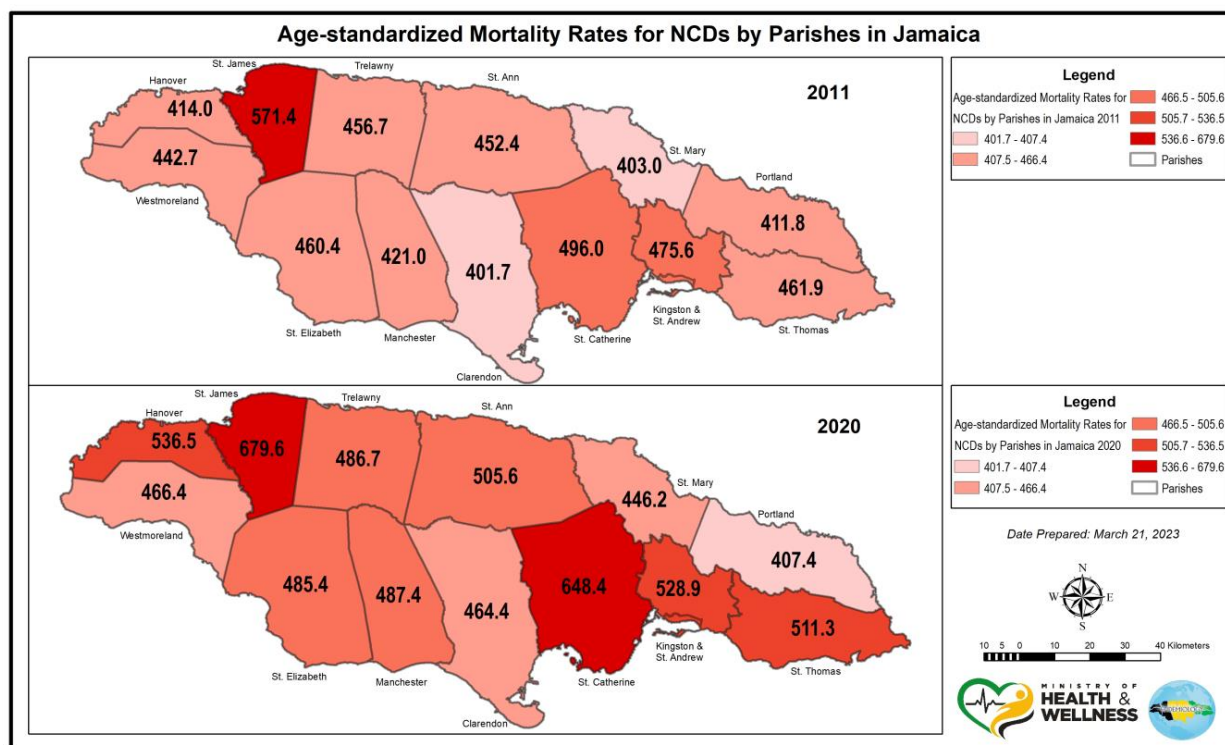 Age-standardized Mortality Rates for NCDs by Parishes in Jamaica
2011
Hanover
St. James
Trelawny
St. Ann
St. Mary
Portland
414.0
571.4
456.7
452.4
403.0
442.7
411.8
Westmoreland
460.4
421.0
401.7
496.0
475.6
461.9
St. Elizabeth
Manchester
Clarendon
St. Catherine
Kingston &
St. Andrew
St. Thomas
Legend
Age-standardized Mortality Rates for
NCDs by Parishes in Jamaica 2011
401.7 - 407.4
407.5 - 466.4
466.5 - 505.6
505.7 - 536.5
536.6 - 679.6
Parishes
2020
Hanover
St. James
Trelawny
St. Ann
St. Mary
Portland
536.5
679.6
486.7
505.6
446.2
466.4
407.4
Westmoreland
485.4
487.4
464.4
648.4
528.9
511.3
St. Elizabeth
Manchester
Clarendon
St. Catherine
Kingston &
St. Andrew
St. Thomas
Legend
Age-standardized Mortality Rates for
NCDs by Parishes in Jamaica 2020
401.7 - 407.4
407.5 - 466.4
466.5 - 505.6
505.7 - 536.5
536.6 - 679.6
Parishes
Date Prepared: March 21, 2023
N
W E
S
10 5 0 10 20 30 40 Kilometers
MINISTRY OF
HEALTH &
WELLNESS